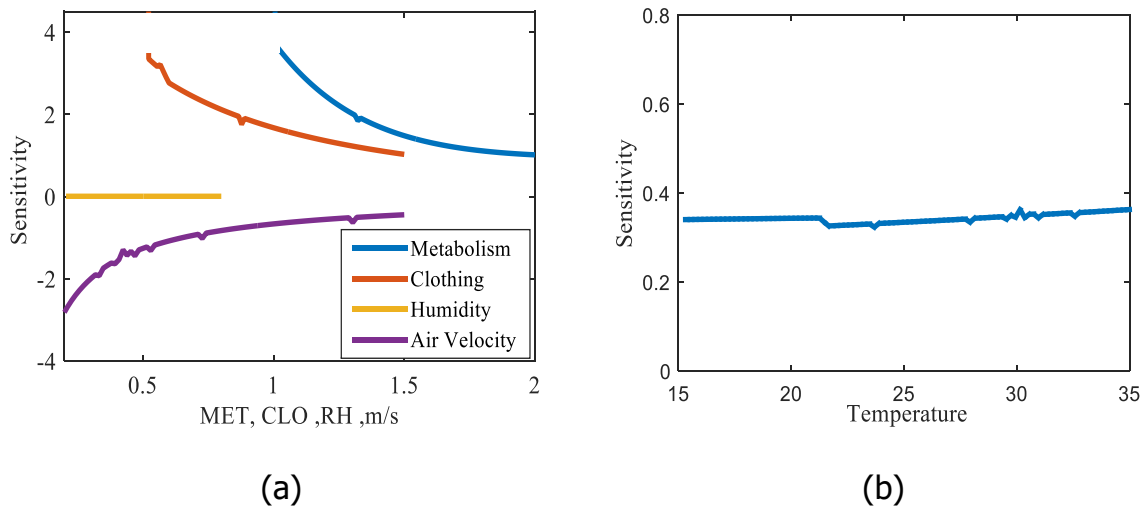 4
2
0
-2
-4
Sensitivity
0.5
1
1.5
2
MET, CLO ,RH ,m/s
Metabolism
Clothing
Humidity
Air Velocity
(a)
0.8
0.6
0.4
0.2
0
Sensitivity
15
20
25
30
35
Temperature
(b)